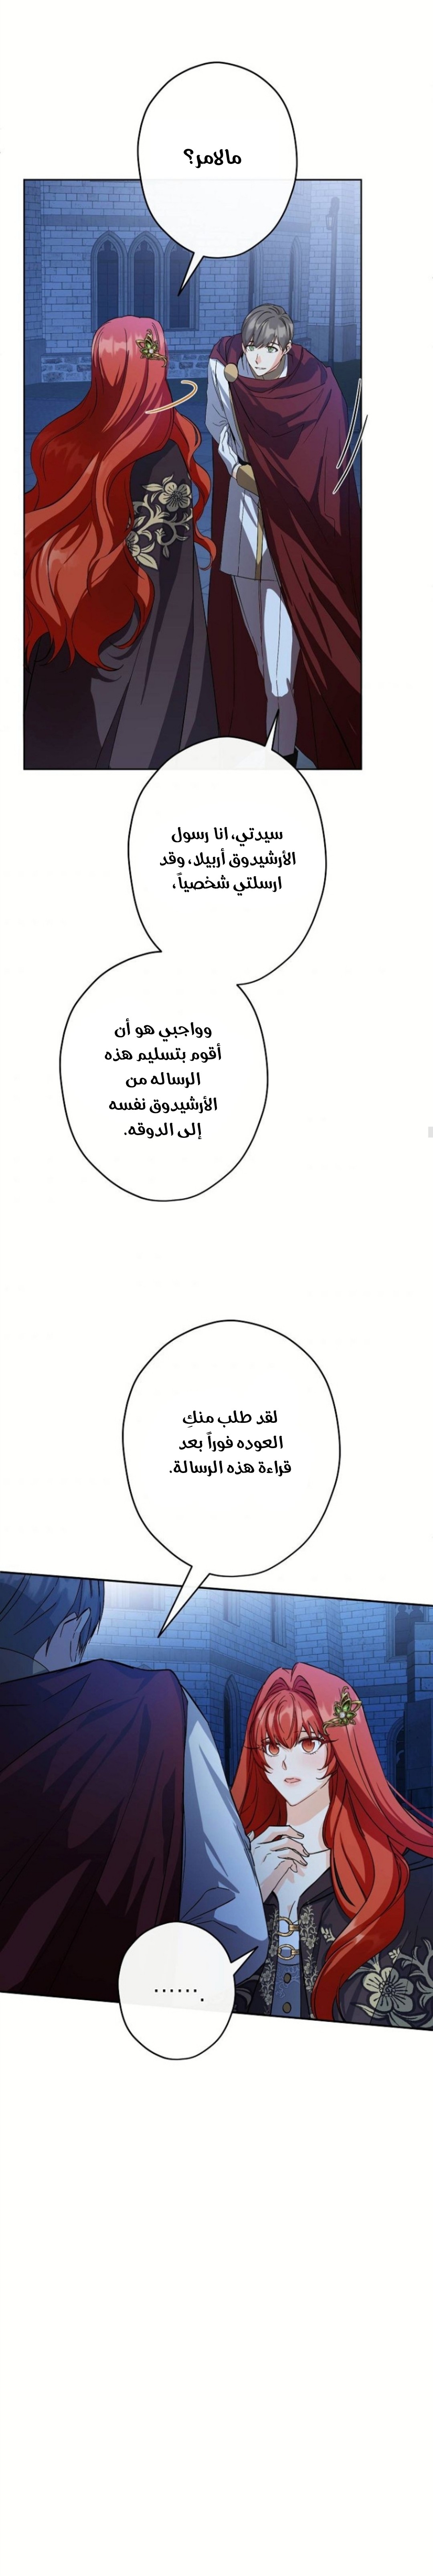 مالامر؟
سيدتي، انا رسول
الأرشيدوق أربيلا، وقد
ارسلتي شخصياً،
وواجبي هو أن
أقوم بتسليم هذه
الرساله من
الأرشيدوق نفسه
إلى الدوقه.
لقد طلب منكِ
العوده فوراً بعد
قراءة هذه الرسالة.
.......